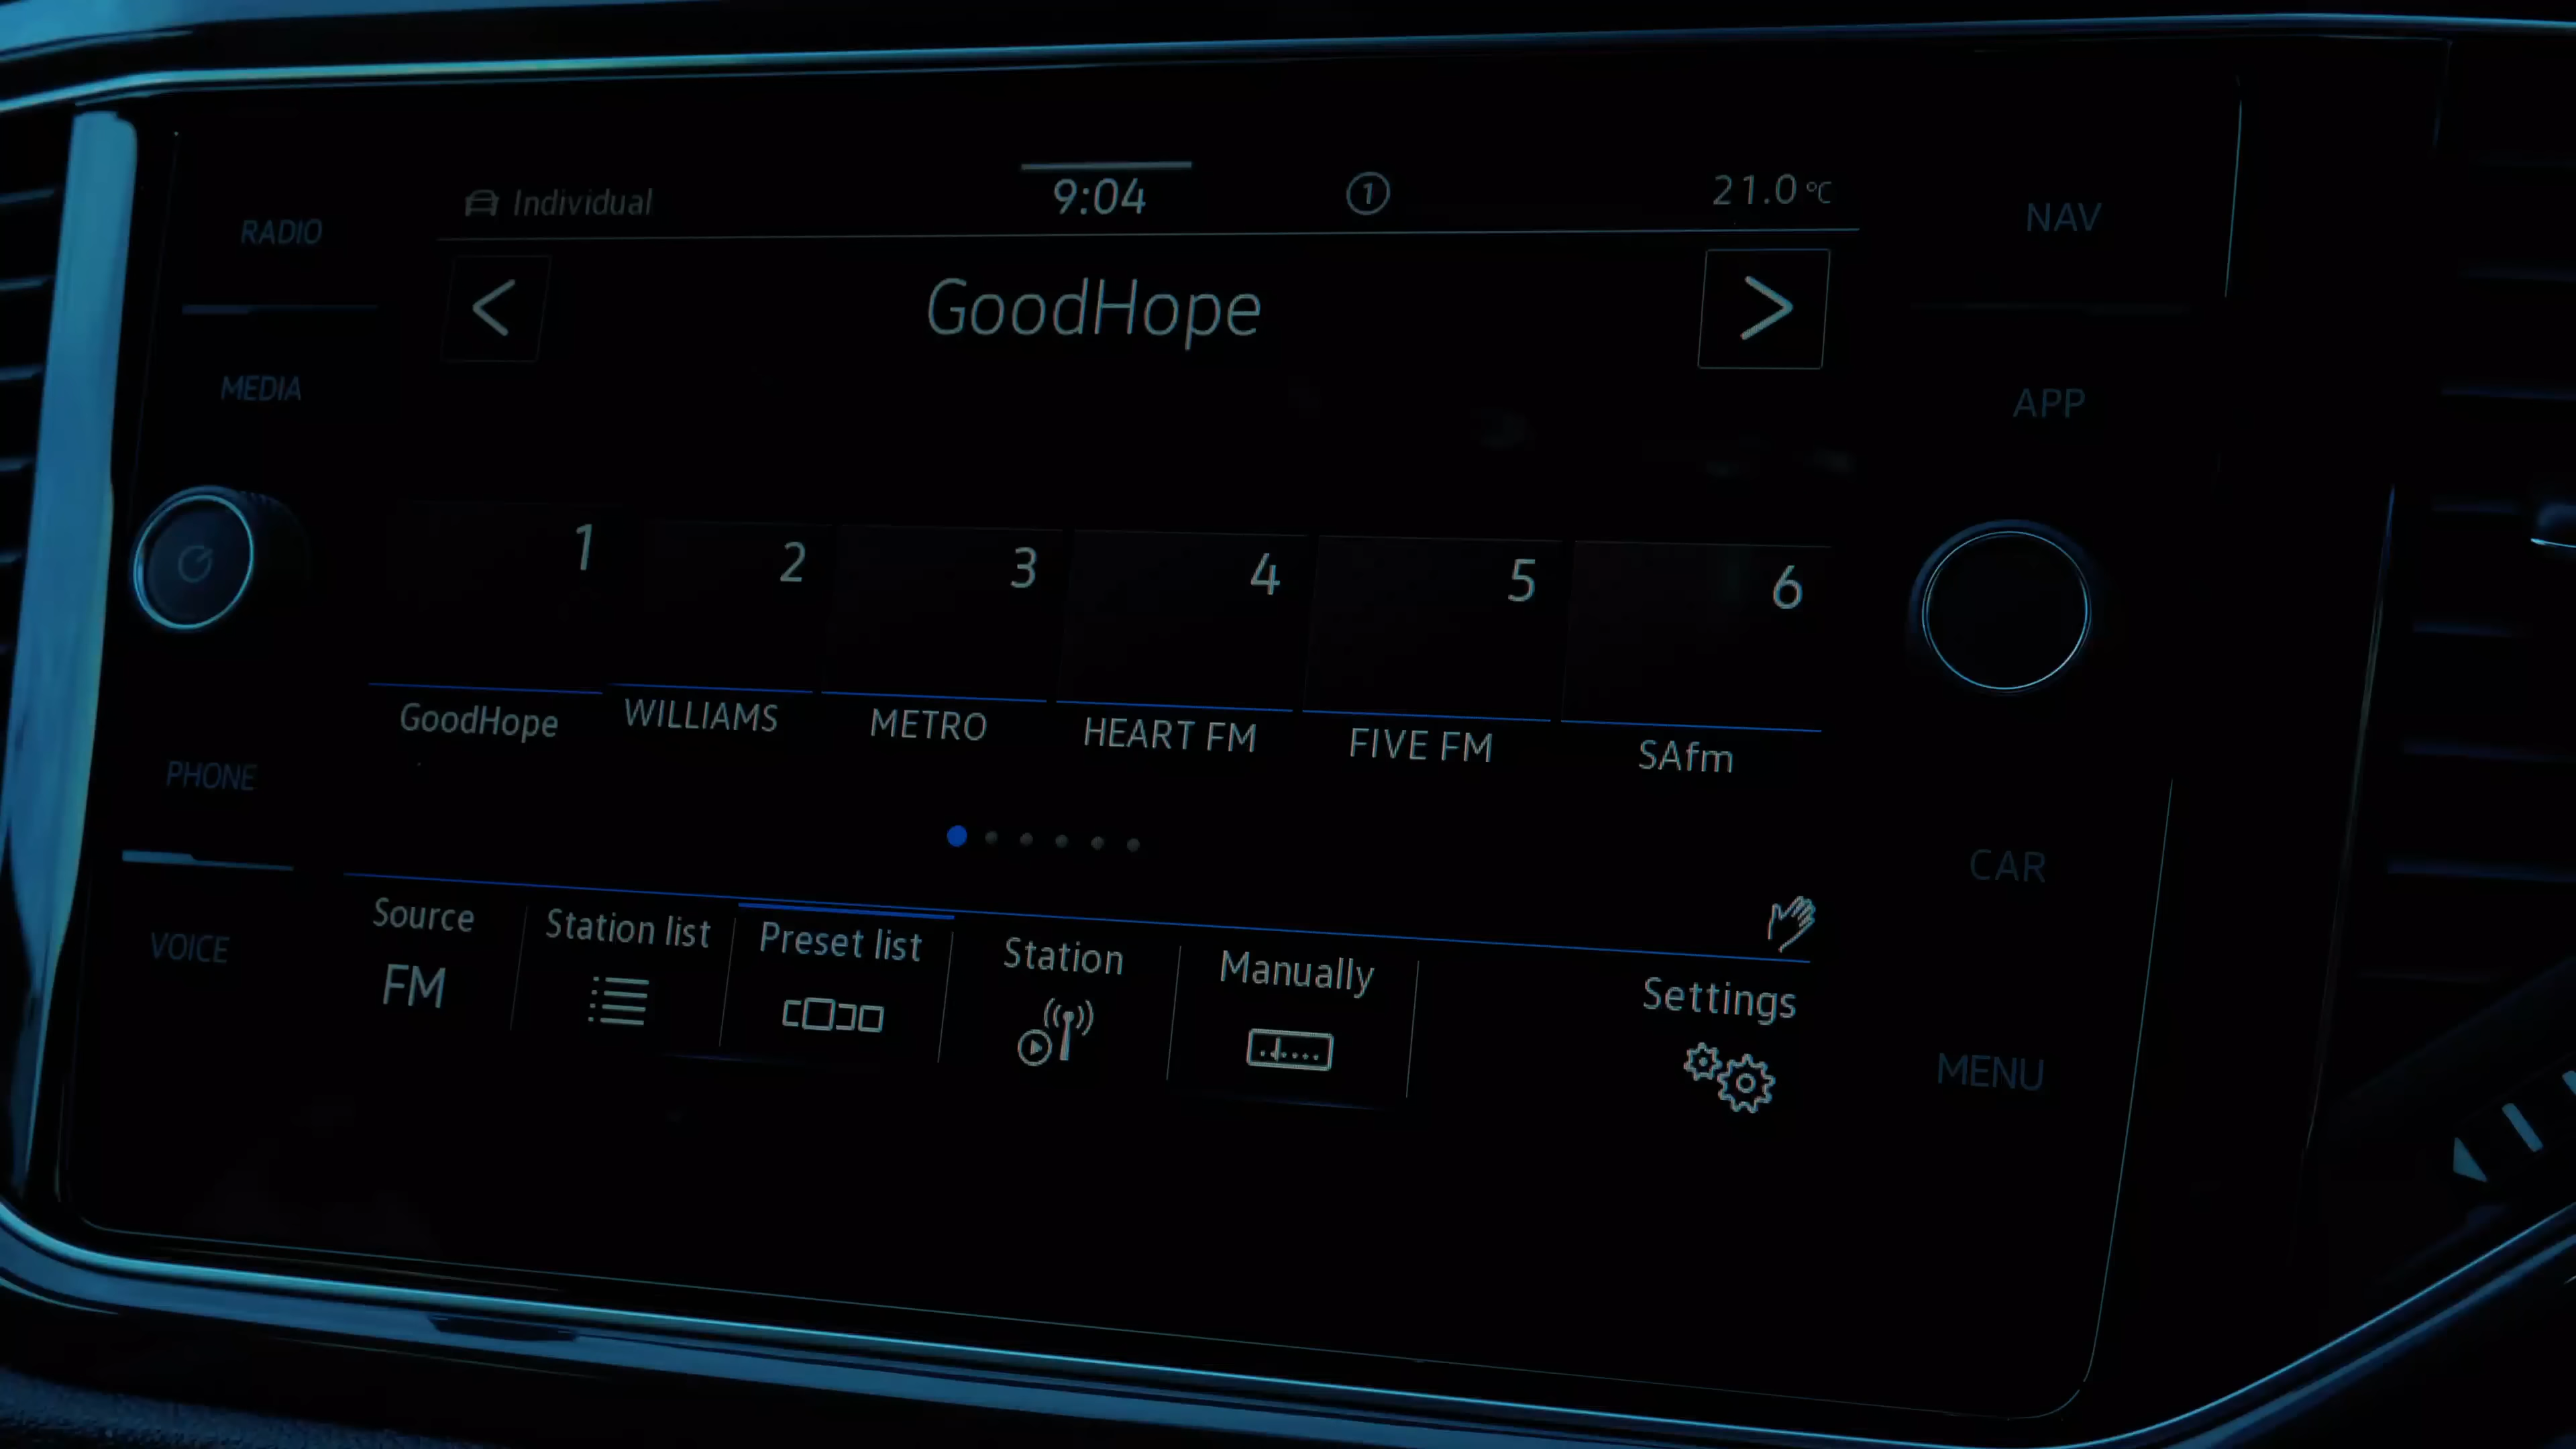 Individual 9:04 1 21.0 °C
RADIO
NAV
< GoodHope >
MEDIA
APP
1 2 3 4 5 6
GoodHope WILLIAMS METRO HEART FM FIVE FM SAfm
PHONE
CAR
Source Station list Preset list Station Manually Settings
FM
VOICE
MENU